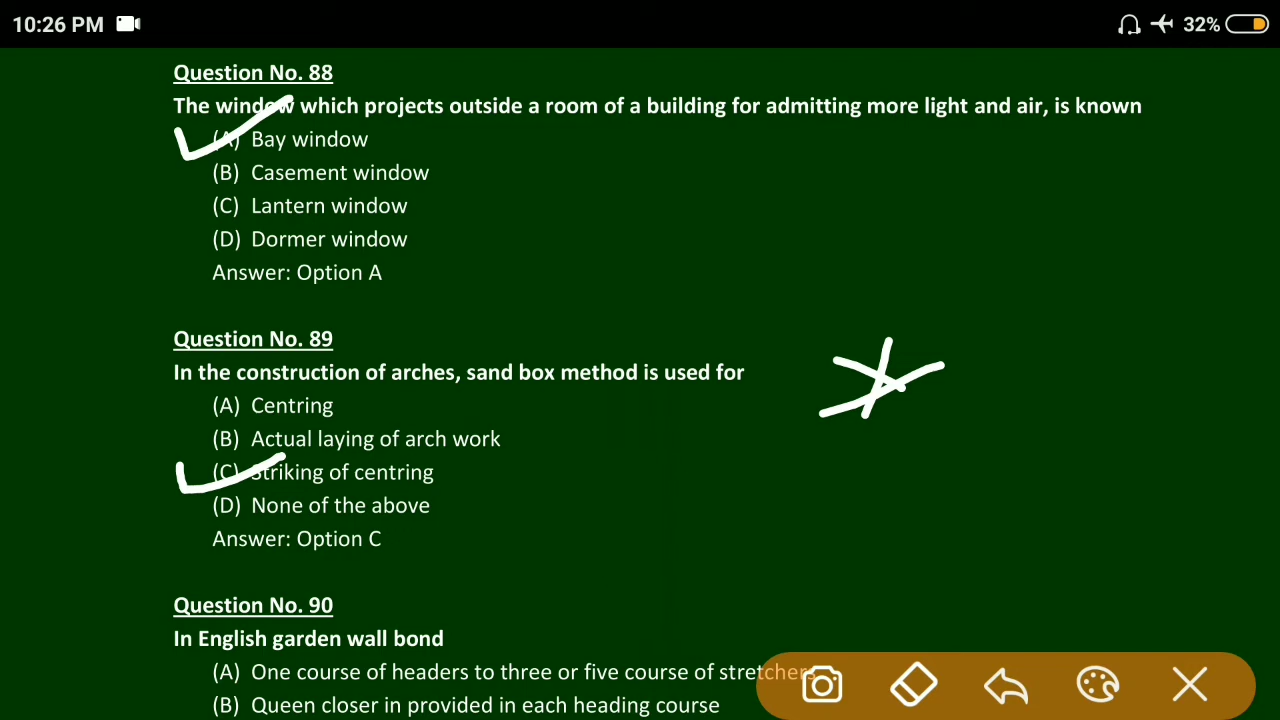 10:26 PM 32%
Question No. 88
The window which projects outside a room of a building for admitting more light and air, is known
(A) Bay window
(B) Casement window
(C) Lantern window
(D) Dormer window
Answer: Option A
Question No. 89
In the construction of arches, sand box method is used for
(A) Centring
(B) Actual laying of arch work
(C) Striking of centring
(D) None of the above
Answer: Option C
Question No. 90
In English garden wall bond
(A) One course of headers to three or five course of stretchers
(B) Queen closer in provided in each heading course